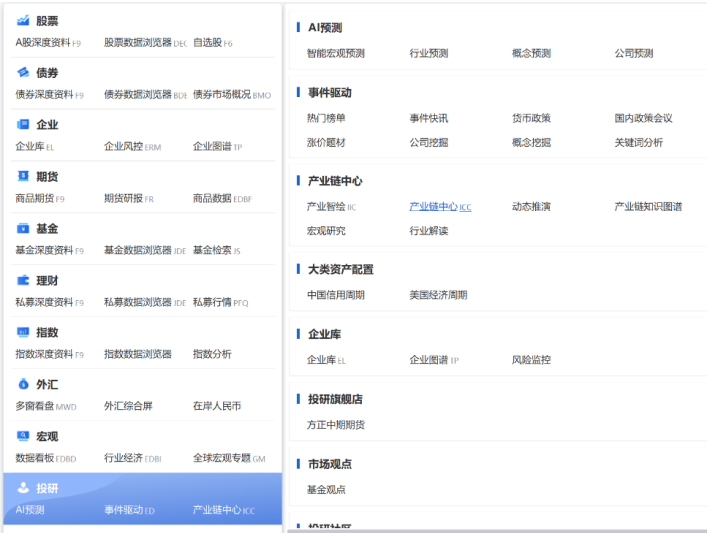 股票
A股深度资料 F9 股票数据浏览器 DEC 自选股 F6
债券
债券深度资料 F9 债券数据浏览器 BDE 债券市场概况 BMO
企业
企业库 EL 企业风控 ERM 企业图谱 TP
期货
商品期货 F9 期货研报 FR 商品数据 EDBF
基金
基金深度资料 F9 基金数据浏览器 IDE 基金检索 JS
理财
私募深度资料 F9 私募数据浏览器 IDE 私募行情 PFQ
指数
指数深度资料 F9 指数数据浏览器 指数分析
外汇
多窗看盘 MWD 外汇综合屏 在岸人民币
宏观
数据看板 EDBD 行业经济 EDBI 全球宏观专题 GM
投研
AI预测 事件驱动 ED 产业链中心 ICC
AI预测
智能宏观预测 行业预测 概念预测 公司预测
事件驱动
热门榜单 事件快讯 货币政策 国内政策会议
涨价题材 公司挖掘 概念挖掘 关键词分析
产业链中心
产业智绘 IIC 产业链中心 ICC 动态推演 产业链知识图谱
宏观研究 行业解读
大类资产配置
中国信用周期 美国经济周期
企业库
企业库 EL 企业图谱 TP 风险监控
投研旗舰店
方正中期期货
市场观点
基金观点
投研社区